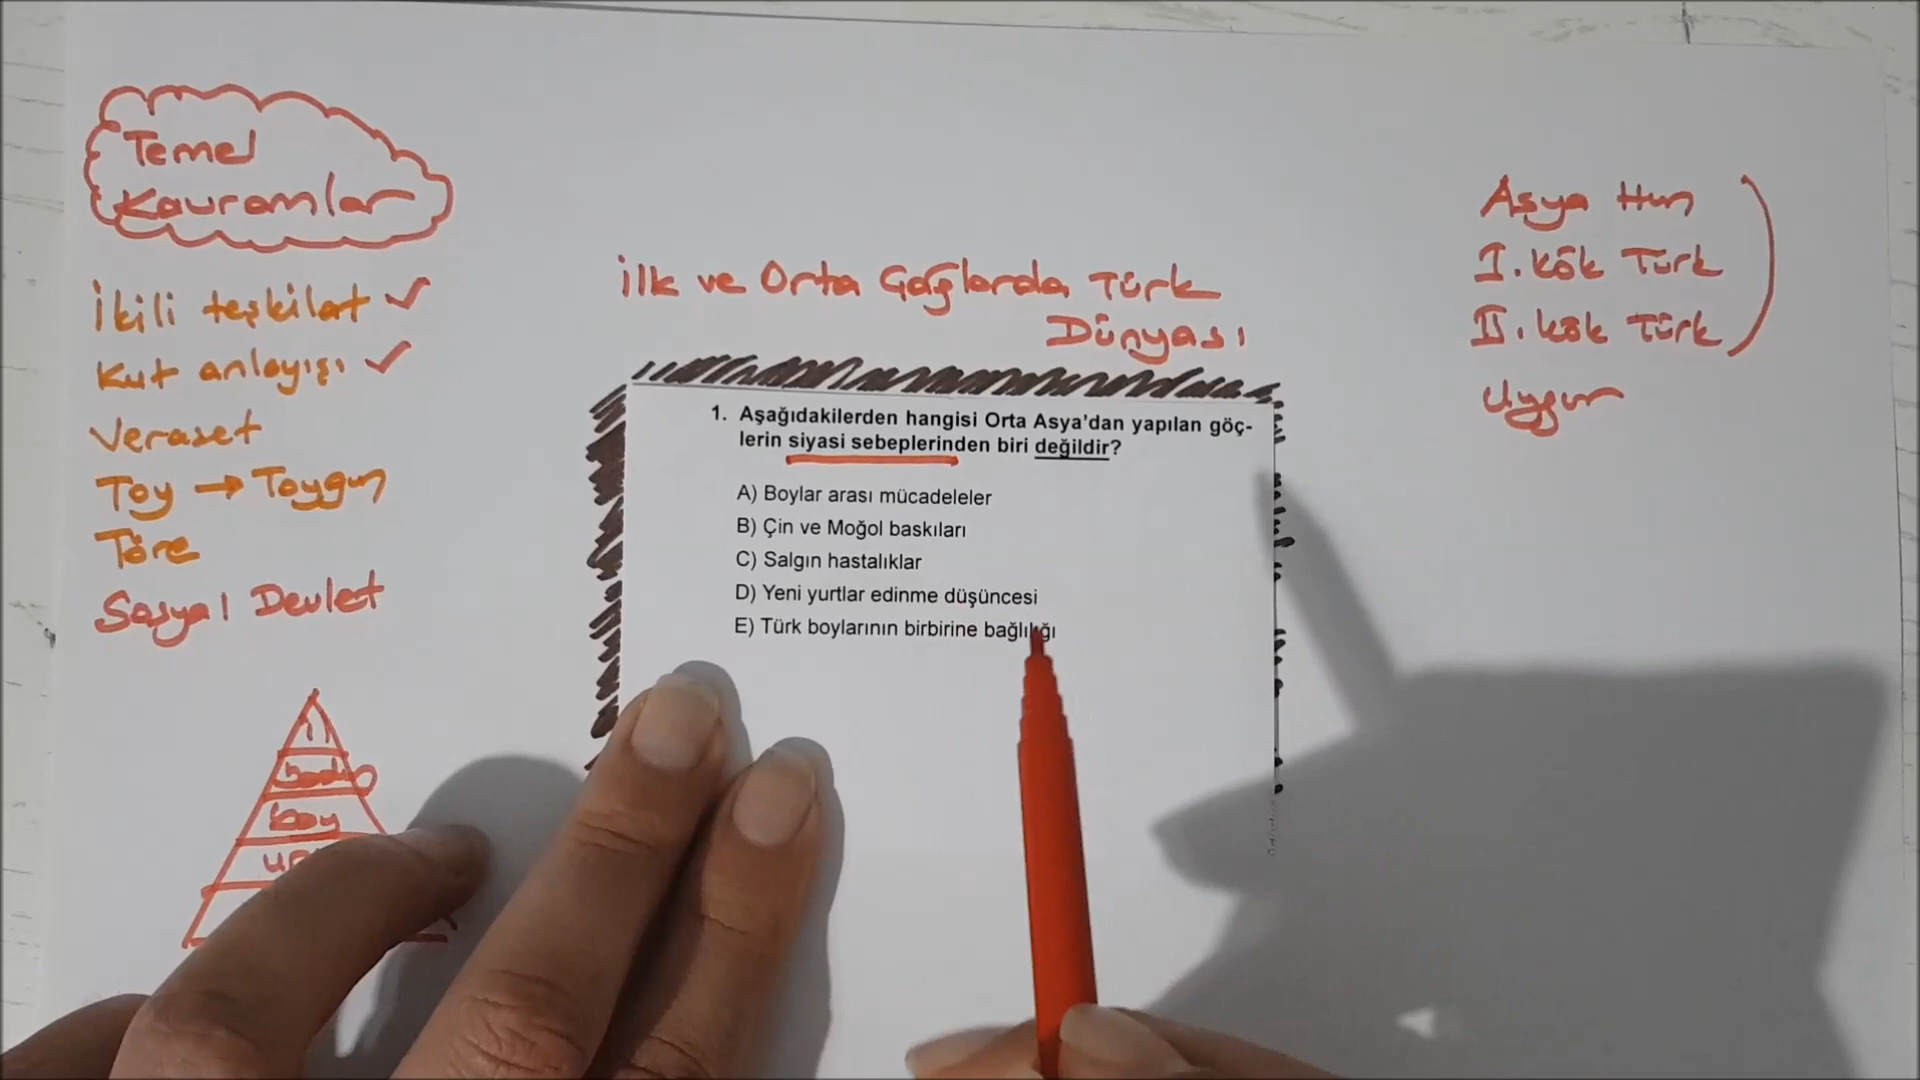 Temel
Kavramlar
İkili teşkilat ✓
Kut anlayışı ✓
Veraset
Toy → Toygun
Töre
Sosyal Devlet
boy
İlk ve Orta Çağlarda Türk
Dünyası
1. Aşağıdakilerden hangisi Orta Asya'dan yapılan göç-
lerin siyasi sebeplerinden biri değildir?
A) Boylar arası mücadeleler
B) Çin ve Moğol baskıları
C) Salgın hastalıklar
D) Yeni yurtlar edinme düşüncesi
E) Türk boylarının birbirine bağlılığı
Asya Hun
I. kök Türk
II. kök Türk
Uygur